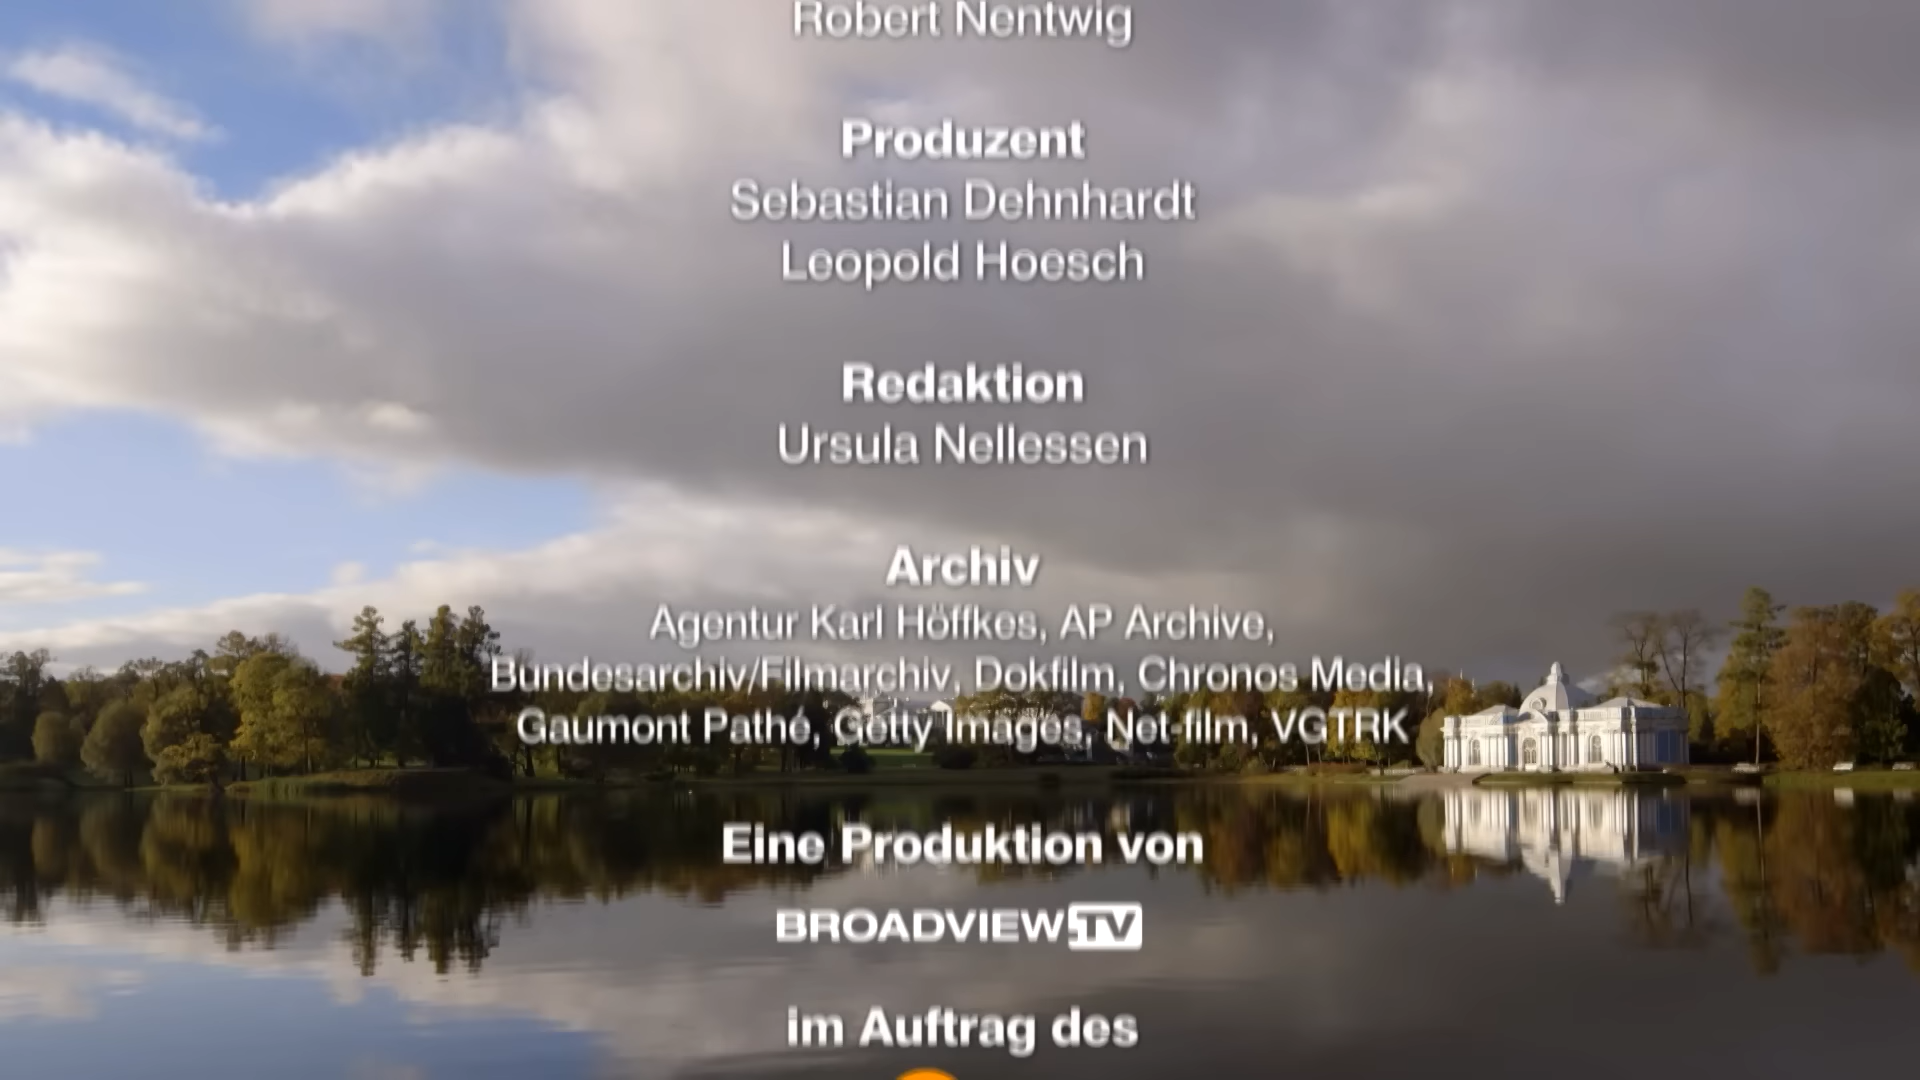 Robert Nentwig
Produzent
Sebastian Dehnhardt
Leopold Hoesch
Redaktion
Ursula Nellessen
Archiv
Agentur Karl Höffkes, AP Archive,
Bundesarchiv/Filmarchiv, Dokfilm, Chronos Media,
Gaumont Pathé, Getty Images, Net-film, VGTRK
Eine Produktion von
BROADVIEW.TV
im Auftrag des